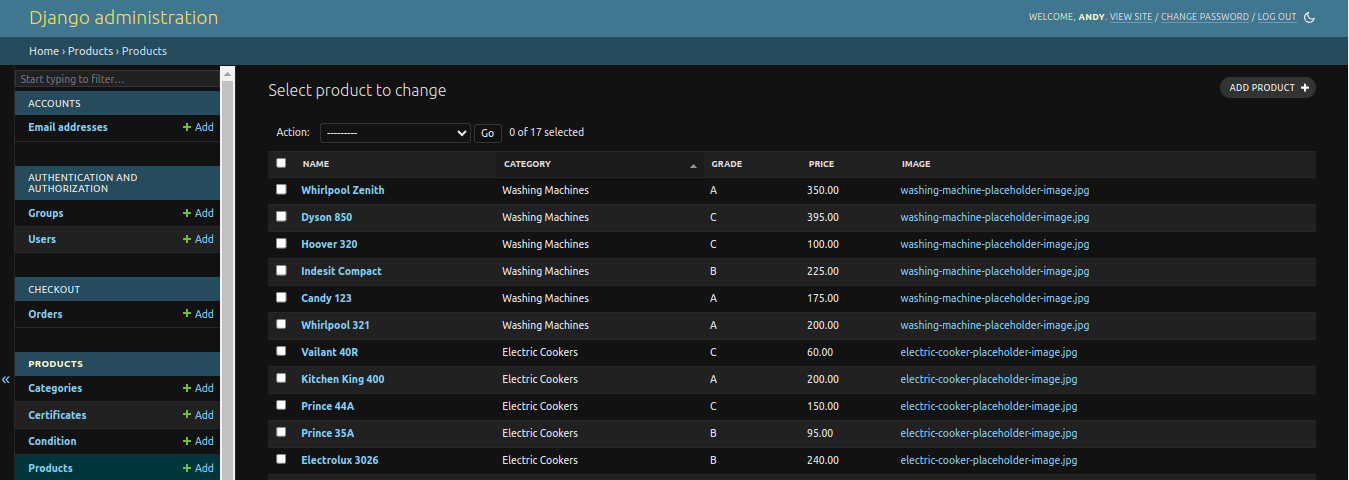 Django administration
WELCOME, ANDY. VIEW SITE / CHANGE PASSWORD / LOG OUT
Home › Products › Products
Start typing to filter...
ACCOUNTS
Email addresses + Add
AUTHENTICATION AND
AUTHORIZATION
Groups + Add
Users + Add
CHECKOUT
Orders + Add
PRODUCTS
Categories + Add
Certificates + Add
Condition + Add
Products + Add
«
Select product to change
ADD PRODUCT +
Action: --------- Go 0 of 17 selected
NAME CATEGORY GRADE PRICE IMAGE
Whirlpool Zenith Washing Machines A 350.00 washing-machine-placeholder-image.jpg
Dyson 850 Washing Machines C 395.00 washing-machine-placeholder-image.jpg
Hoover 320 Washing Machines C 100.00 washing-machine-placeholder-image.jpg
Indesit Compact Washing Machines B 225.00 washing-machine-placeholder-image.jpg
Candy 123 Washing Machines A 175.00 washing-machine-placeholder-image.jpg
Whirlpool 321 Washing Machines A 200.00 washing-machine-placeholder-image.jpg
Vailant 40R Electric Cookers C 60.00 electric-cooker-placeholder-image.jpg
Kitchen King 400 Electric Cookers A 200.00 electric-cooker-placeholder-image.jpg
Prince 44A Electric Cookers C 150.00 electric-cooker-placeholder-image.jpg
Prince 35A Electric Cookers B 95.00 electric-cooker-placeholder-image.jpg
Electrolux 3026 Electric Cookers B 240.00 electric-cooker-placeholder-image.jpg